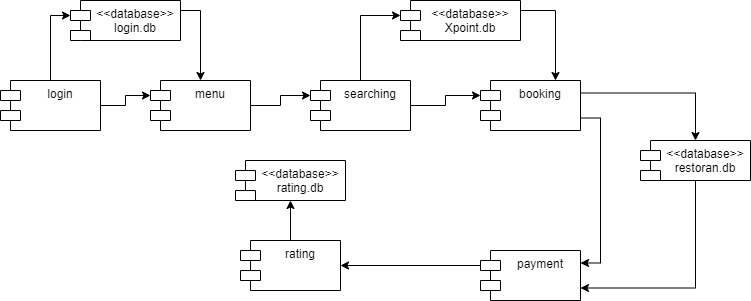 <<database>>
login.db
<<database>>
Xpoint.db
login
menu
searching
booking
<<database>>
restoran.db
<<database>>
rating.db
rating
payment